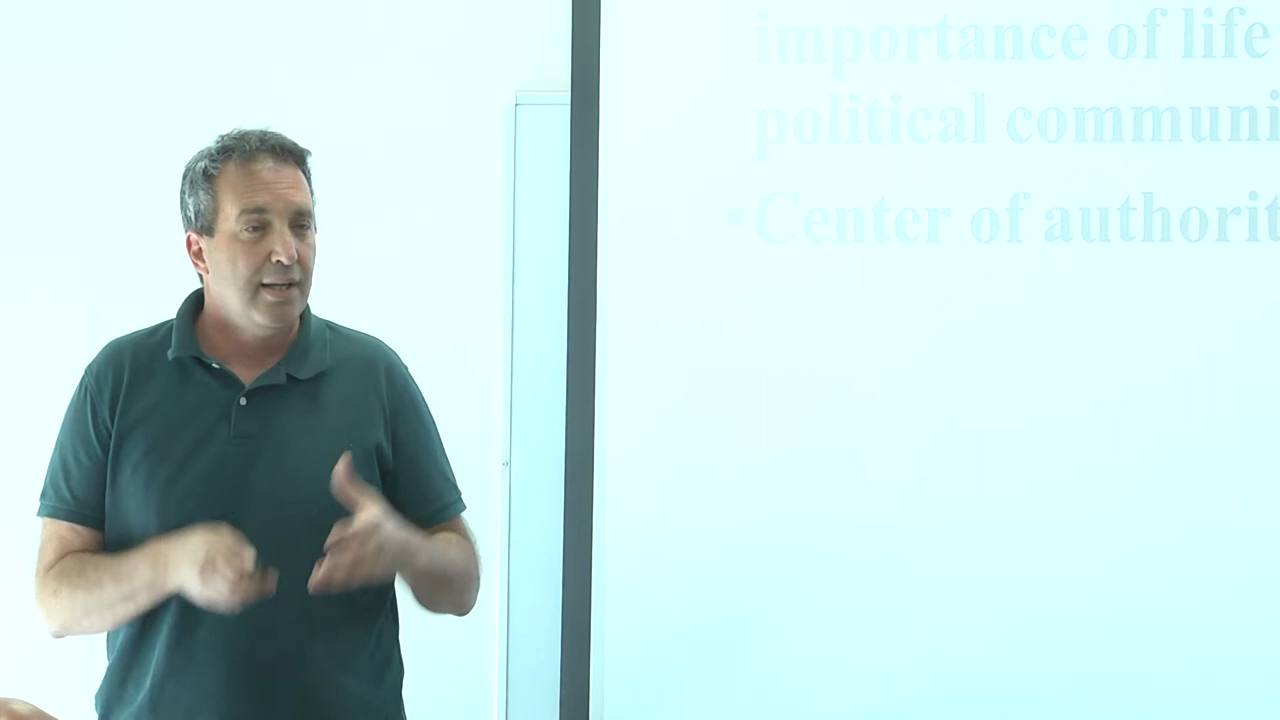 importance of life
political communi
• Center of authorit